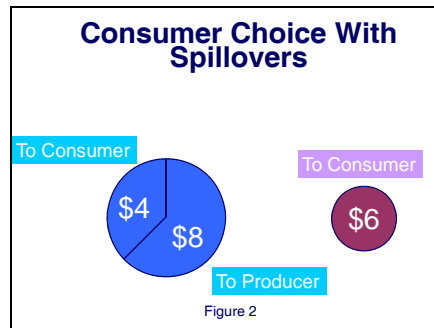 Consumer Choice With
Spillovers
To Consumer
To Consumer
$4
$6
$8
To Producer
Figure 2